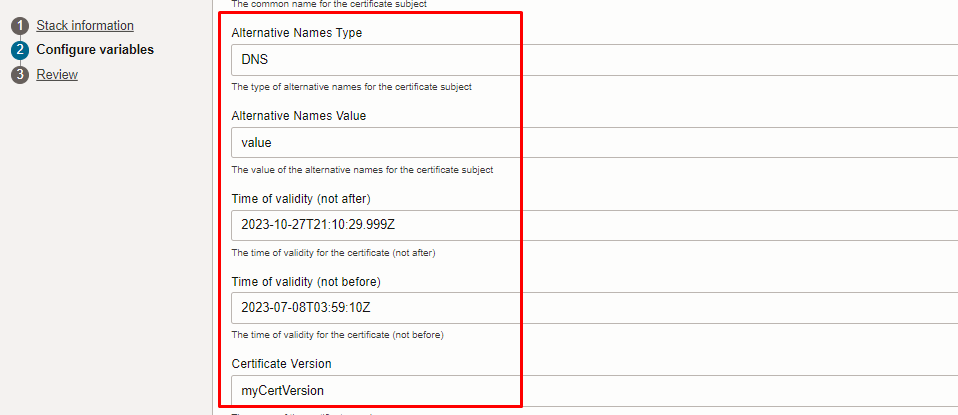 The common name for the certificate subject
1 Stack information
2 Configure variables
3 Review
Alternative Names Type
DNS
The type of alternative names for the certificate subject
Alternative Names Value
value
The value of the alternative names for the certificate subject
Time of validity (not after)
2023-10-27T21:10:29.999Z
The time of validity for the certificate (not after)
Time of validity (not before)
2023-07-08T03:59:10Z
The time of validity for the certificate (not before)
Certificate Version
myCertVersion